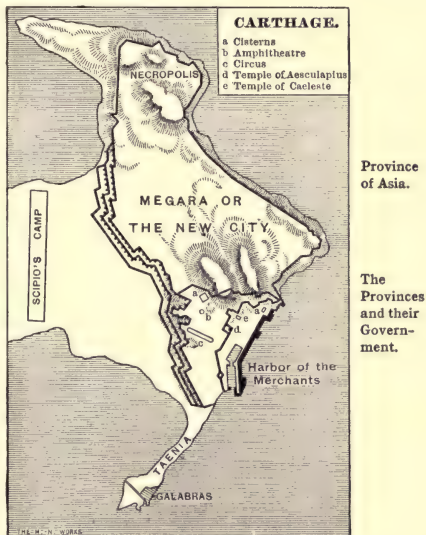 CARTHAGE.
a Cisterns
b Amphitheatre
c Circus
d Temple of Aesculapius
e Temple of Caeleste
NECROPOLIS
MEGARA OR
THE NEW CITY
SCIPIO'S CAMP
a
b
c
d
e
a
Harbor of the
Merchants
TAENIA
GALABRAS
WORKS
Province
of Asia.
The
Provinces
and their
Govern-
ment.